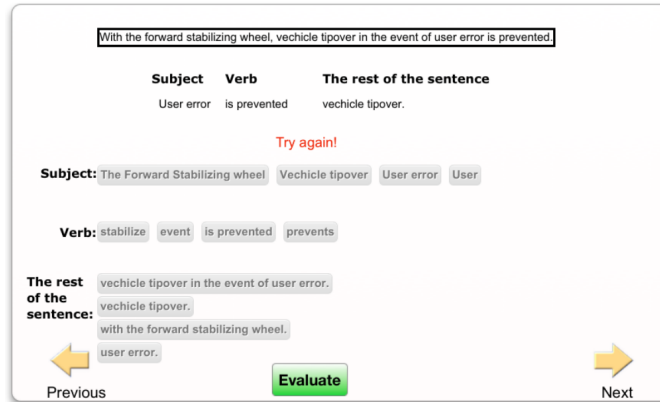 With the forward stabilizing wheel, vechicle tipover in the event of user error is prevented.
Subject Verb The rest of the sentence
User error is prevented vechicle tipover.
Try again!
Subject: The Forward Stabilizing wheel Vechicle tipover User error User
Verb: stabilize event is prevented prevents
The rest of the sentence:
vechicle tipover in the event of user error.
vechicle tipover.
with the forward stabilizing wheel.
user error.
Evaluate
Previous Next